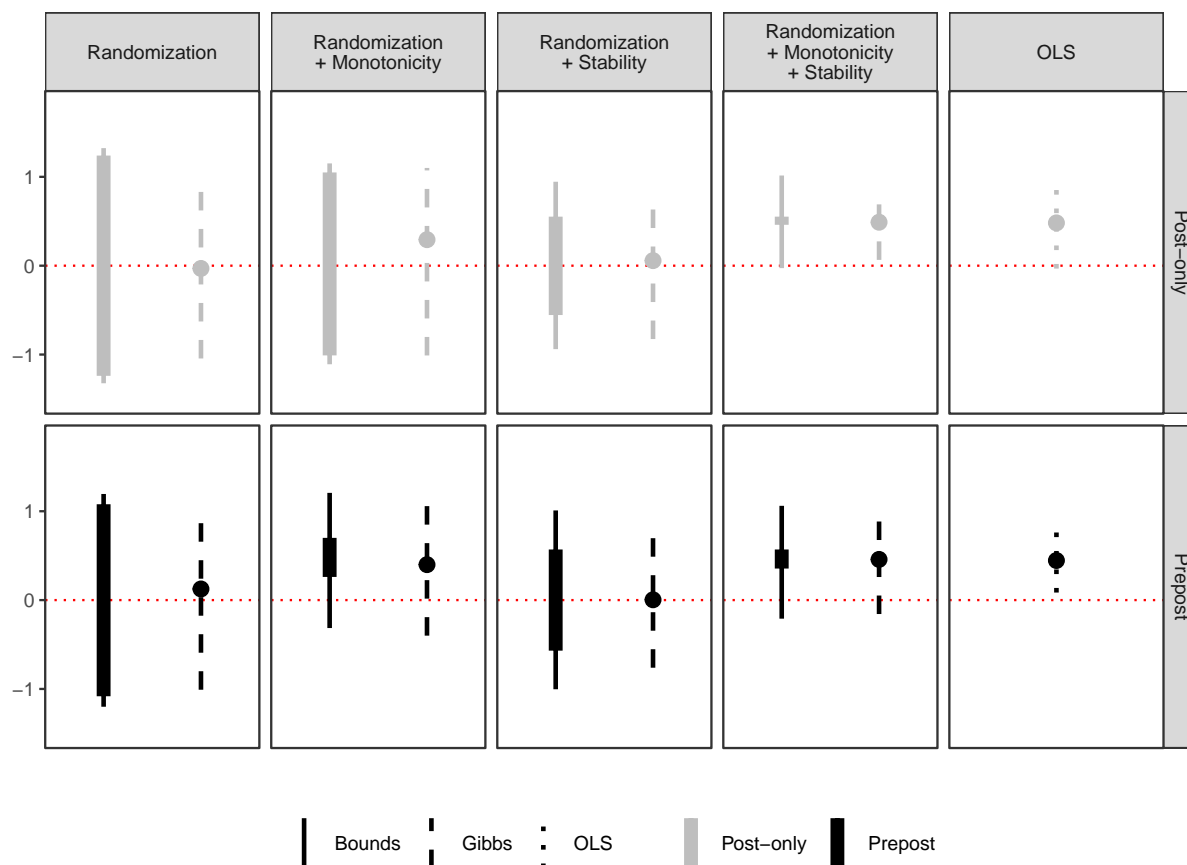 Randomization
Randomization
+ Monotonicity
Randomization
+ Stability
Randomization
+ Monotonicity
+ Stability
OLS
1
0
−1
Post−only
1
0
−1
Prepost
Bounds
Gibbs
OLS
Post−only
Prepost